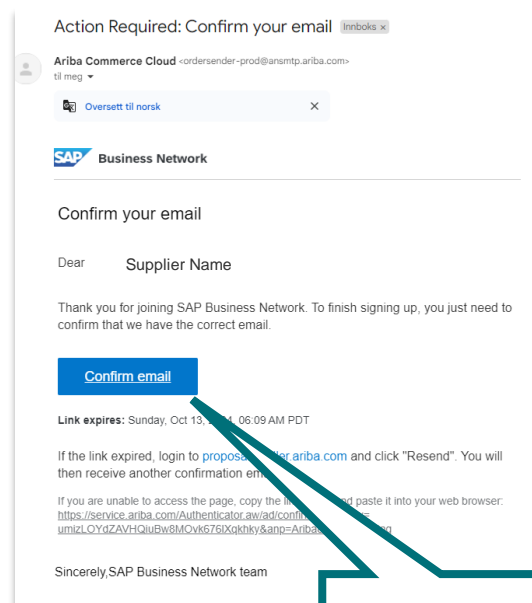 Action Required: Confirm your email Innboks ×
Ariba Commerce Cloud <ordersender-prod@ansmtp.ariba.com>
til meg
Oversett til norsk ×
SAP Business Network
Confirm your email
Dear Supplier Name
Thank you for joining SAP Business Network. To finish signing up, you just need to
confirm that we have the correct email.
Confirm email
Link expires: Sunday, Oct 13, 06:09 AM PDT
If the link expired, login to ariba.com and click "Resend". You will
then receive another confirmation
If you are unable to access the page, copy the and paste it into your web browser:
https://service.ariba.com/Authenticator.aw/ad/
Sincerely,SAP Business Network team